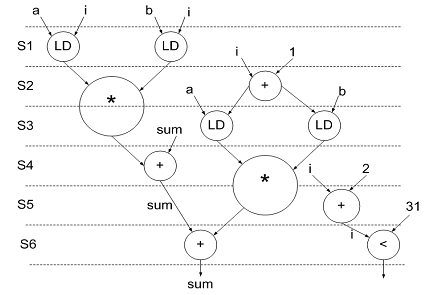 a i b i
S1 LD LD
i 1
S2 * +
a b
S3 LD LD
sum
S4 + *
i 2
S5 sum +
i 31
S6 + <
sum